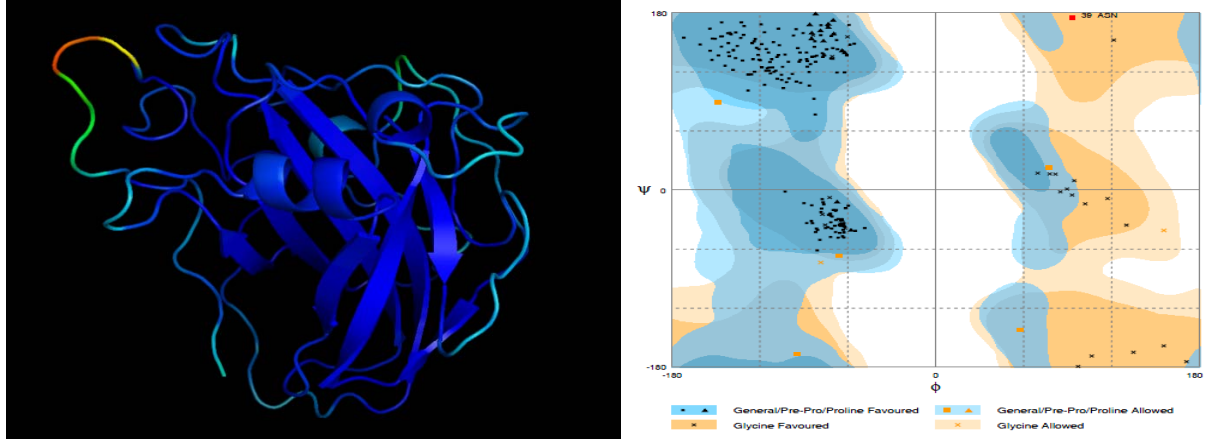 180
39 ASN
Ψ
0
-180
-180
0
180
ϕ
General/Pre-Pro/Proline Favoured
General/Pre-Pro/Proline Allowed
Glycine Favoured
Glycine Allowed